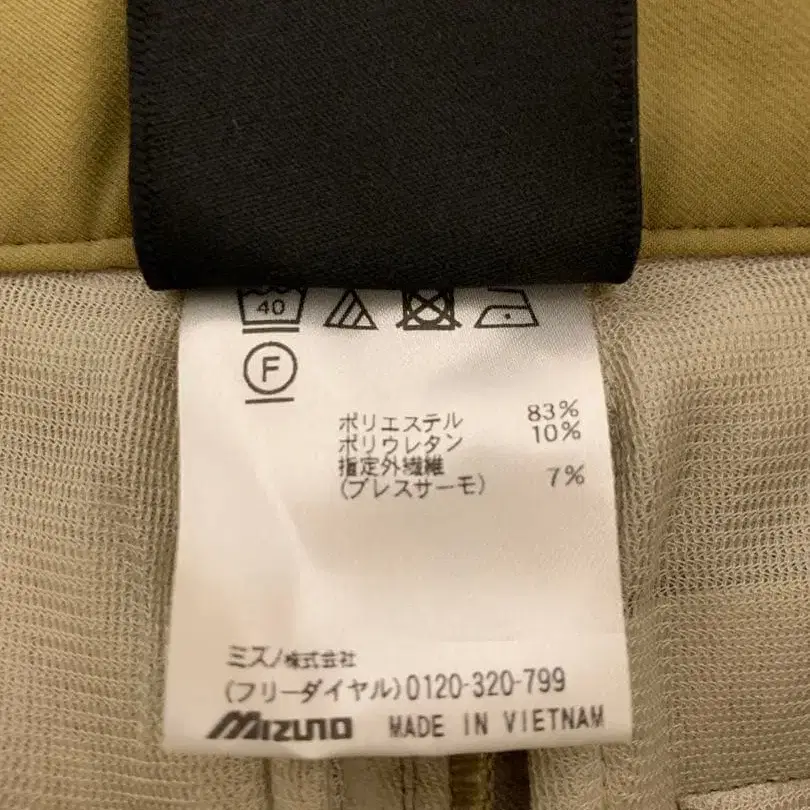 40
F
ポリエステル 83%
ポリウレタン 10%
指定外繊維
(ブレスサーモ) 7%
ミズノ株式会社
(フリーダイヤル)0120-320-799
MIZUNO MADE IN VIETNAM